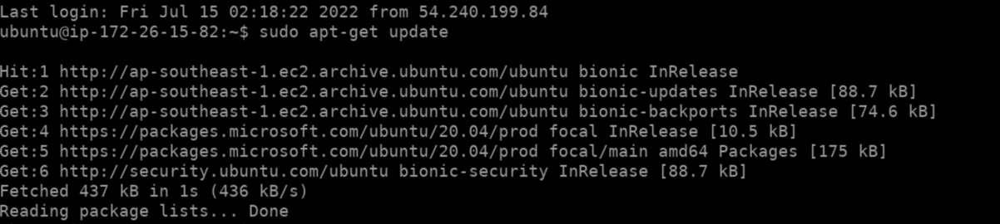 Last login: Fri Jul 15 02:18:22 2022 from 54.240.199.84
ubuntu@ip-172-26-15-82:~$ sudo apt-get update
Hit:1 http://ap-southeast-1.ec2.archive.ubuntu.com/ubuntu bionic InRelease
Get:2 http://ap-southeast-1.ec2.archive.ubuntu.com/ubuntu bionic-updates InRelease [88.7 kB]
Get:3 http://ap-southeast-1.ec2.archive.ubuntu.com/ubuntu bionic-backports InRelease [74.6 kB]
Get:4 https://packages.microsoft.com/ubuntu/20.04/prod focal InRelease [10.5 kB]
Get:5 https://packages.microsoft.com/ubuntu/20.04/prod focal/main amd64 Packages [175 kB]
Get:6 http://security.ubuntu.com/ubuntu bionic-security InRelease [88.7 kB]
Fetched 437 kB in 1s (436 kB/s)
Reading package lists... Done